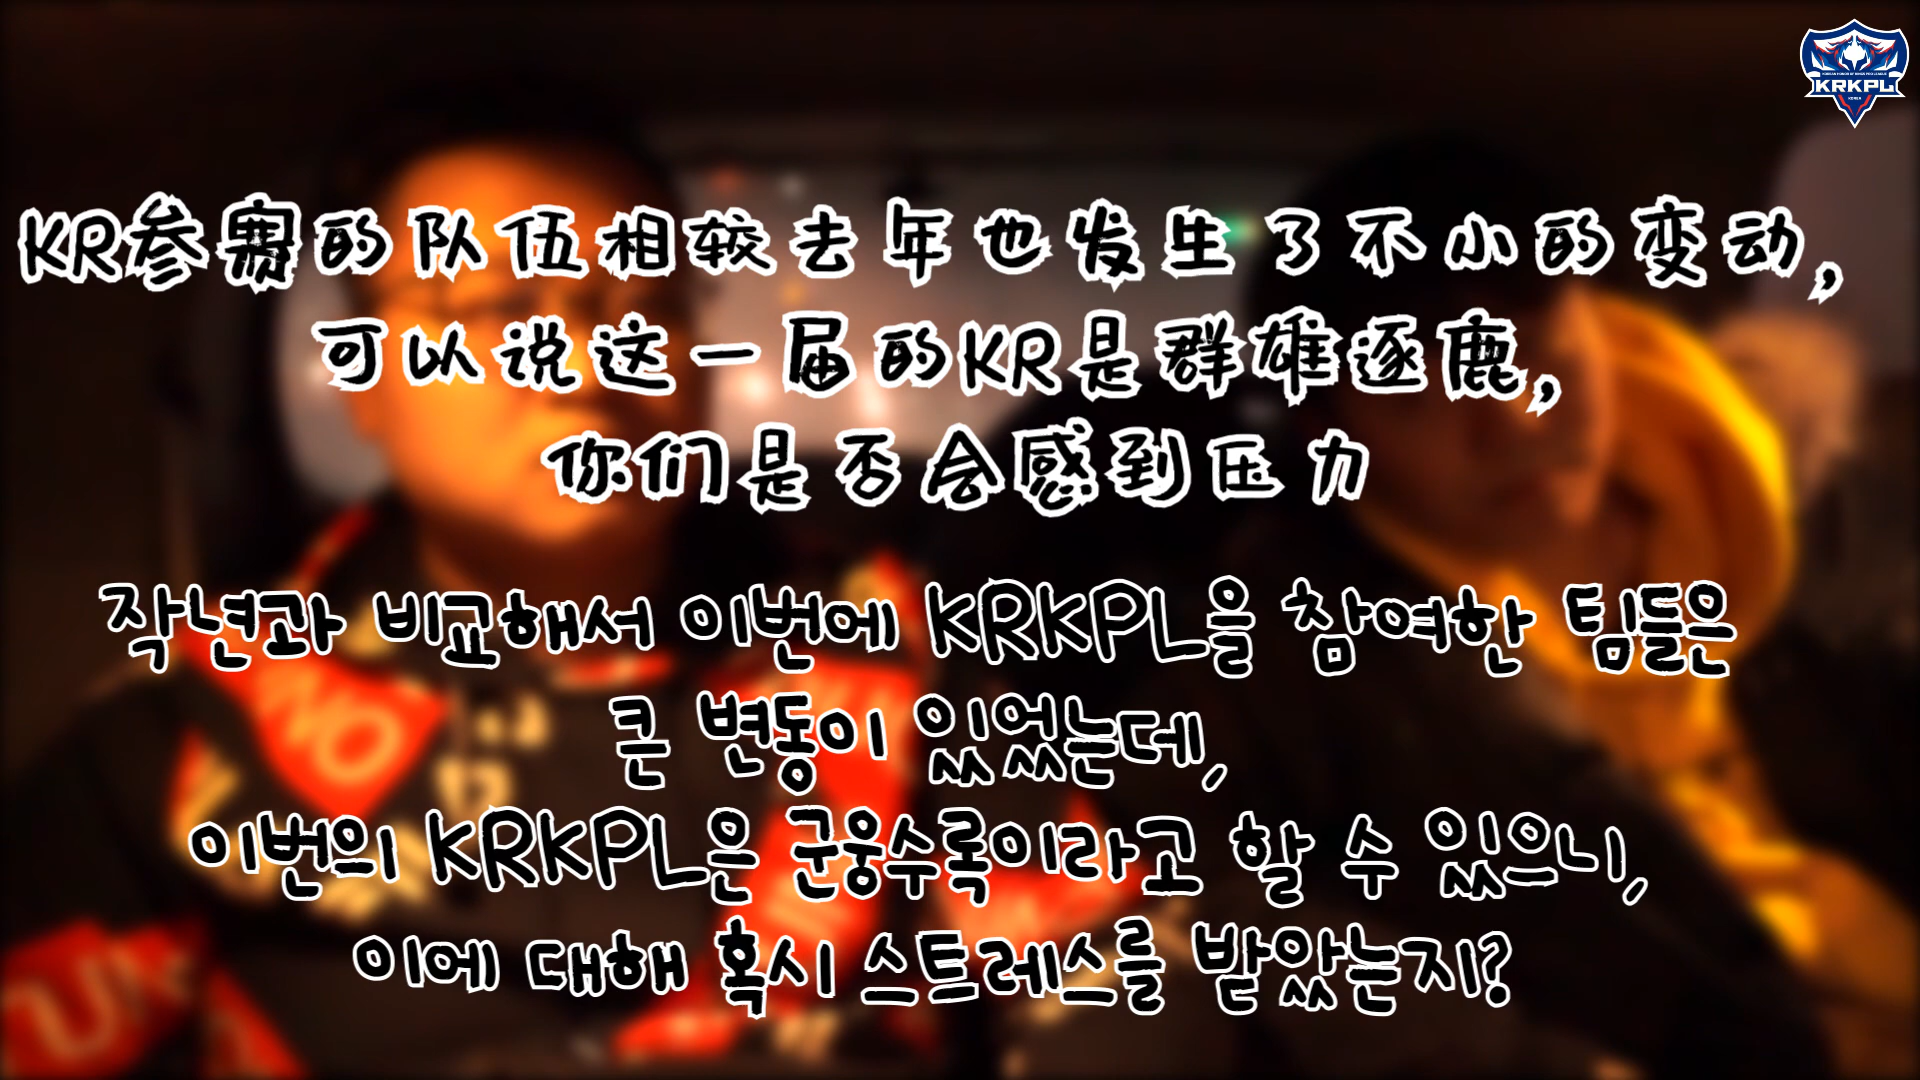 KR参赛的队伍相较去年也发生了不小的变动,
可以说这一届的KR是群雄逐鹿,
你们是否会感到压力
작년과 비교해서 이번에 KRKPL을 참여한 팀들은
큰 변동이 있었는데,
이번의 KRKPL은 군웅수록이라고 할 수 있으니,
이에 대해 혹시 스트레스를 받았는지?
KRKPL
KOREA